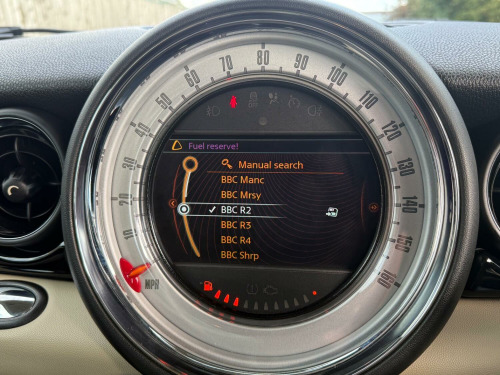 Fuel reserve!
Manual search
BBC Manc
BBC Mrsy
BBC R2
BBC R3
BBC R4
BBC Shrp
10
20
30
40
50
60
70
80
90
100
110
120
130
140
150
160
MPH
OFF